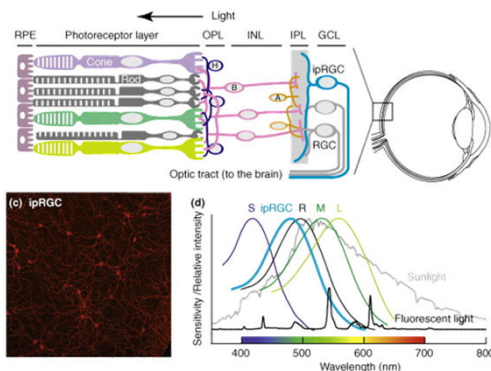 Light
RPE Photoreceptor layer OPL INL IPL GCL
Cone
H
ipRGC
Rod
B
A
RGC
Optic tract (to the brain)
(c) ipRGC
(d)
S ipRGC R M L
Sensitivity /Relative intensity
Sunlight
Fluorescent light
400 500 600 700 800
Wavelength (nm)